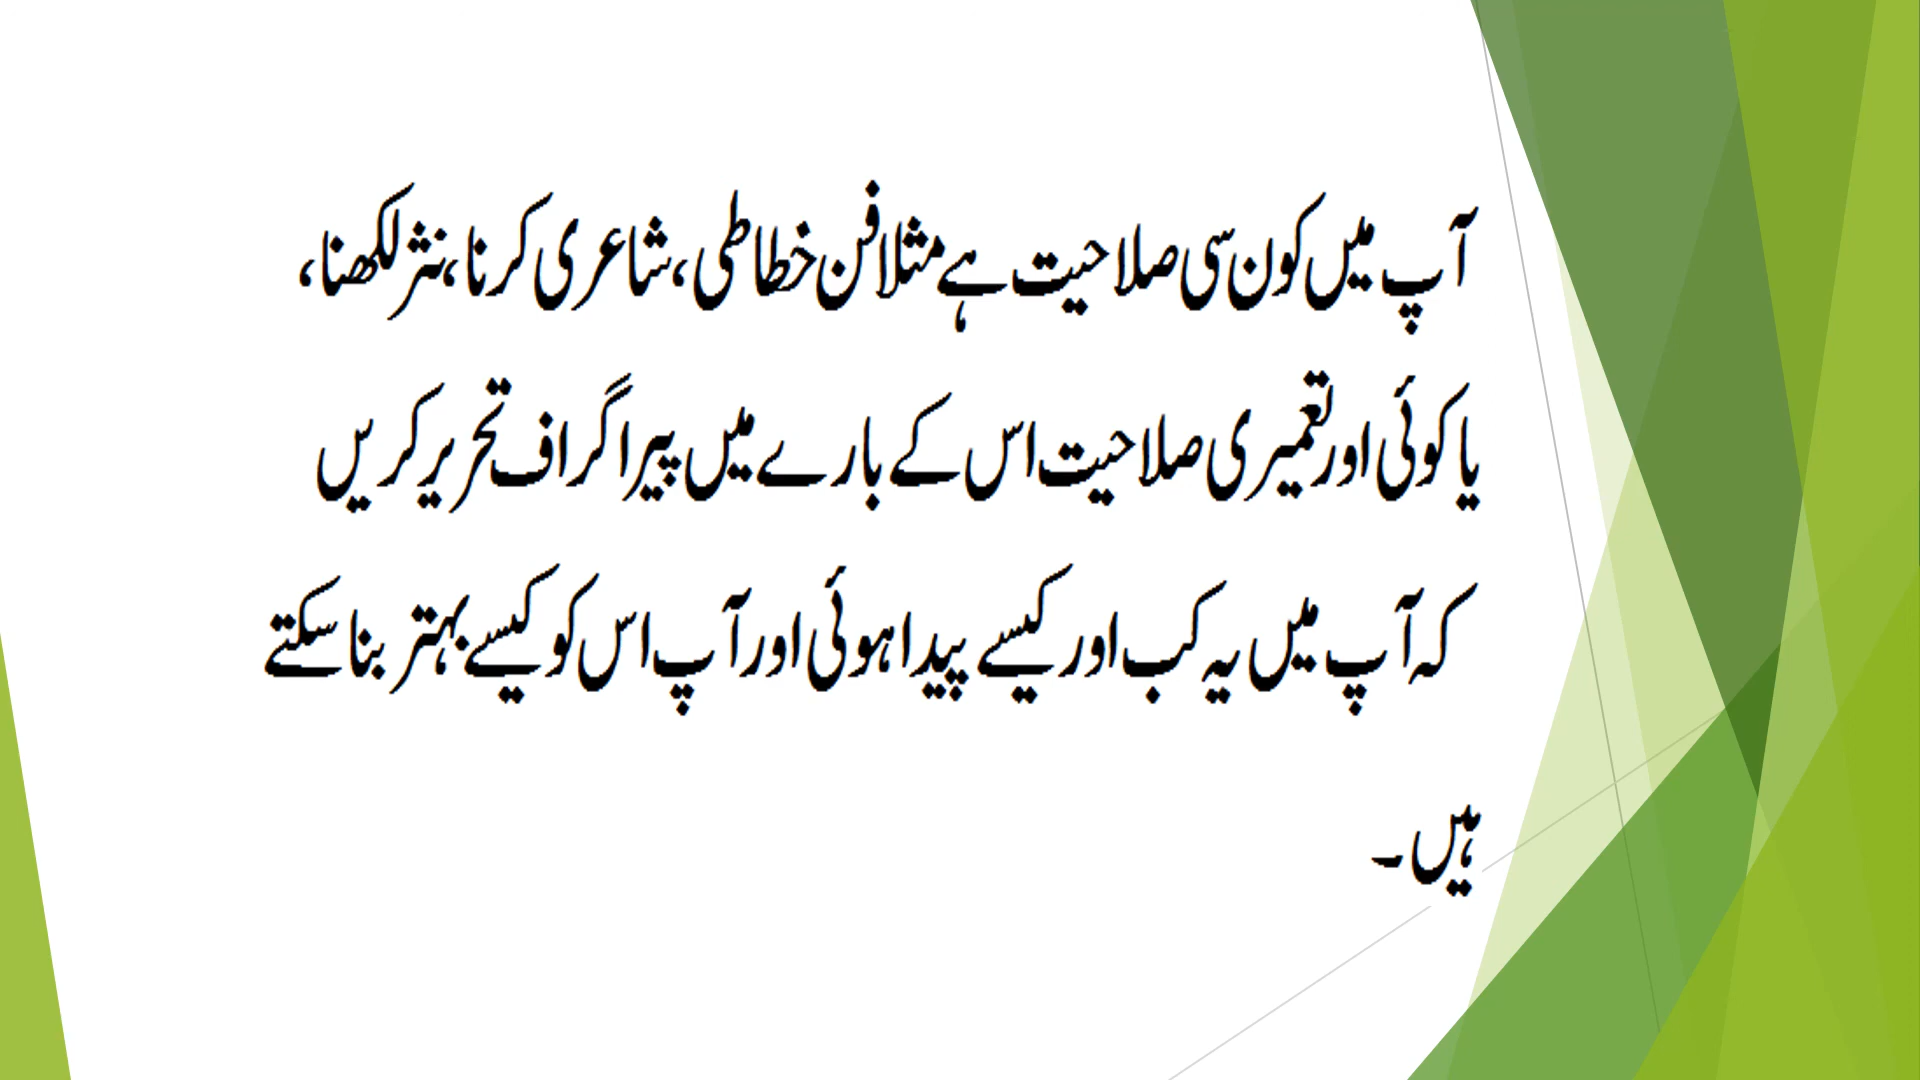 آپ میں کون سی صلاحیت ہے مثلا فن خطاطی، شاعری کرنا، نثر لکھنا،
یا کوئی اور تعمیری صلاحیت اس کے بارے میں پیرا گراف تحریر کریں
کہ آپ میں یہ کب اور کیسے پیدا ہوئی اور آپ اس کو کیسے بہتر بنا سکتے
ہیں۔